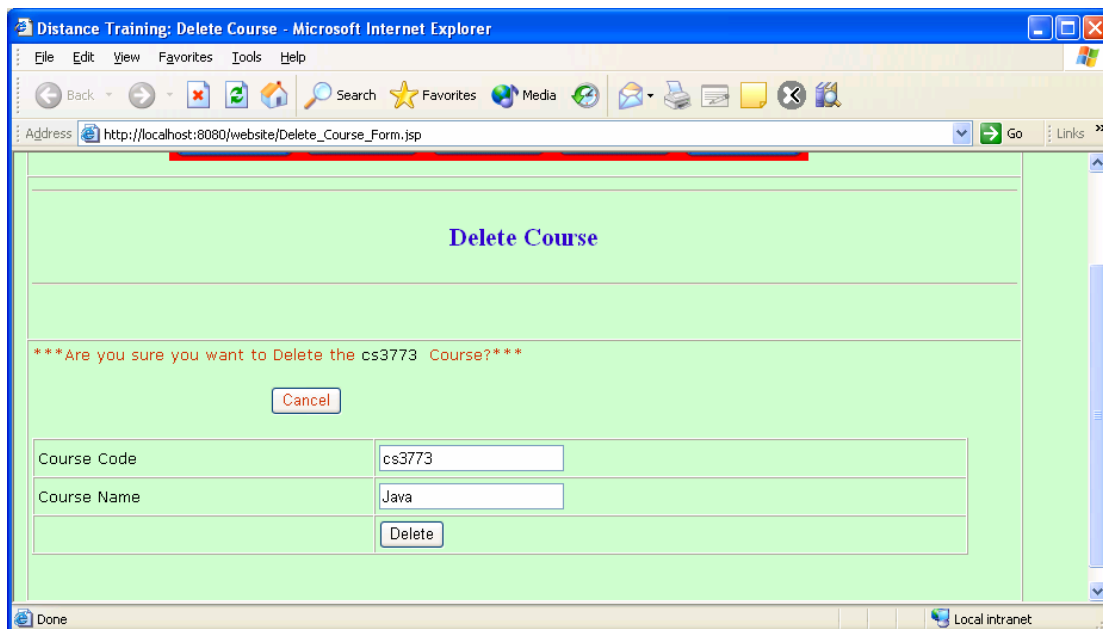 Distance Training: Delete Course - Microsoft Internet Explorer
File Edit View Favorites Tools Help
Back Search Favorites Media
Address http://localhost:8080/website/Delete_Course_Form.jsp Go Links »
Delete Course
***Are you sure you want to Delete the cs3773 Course?***
Cancel
Course Code cs3773
Course Name Java
Delete
Done Local intranet